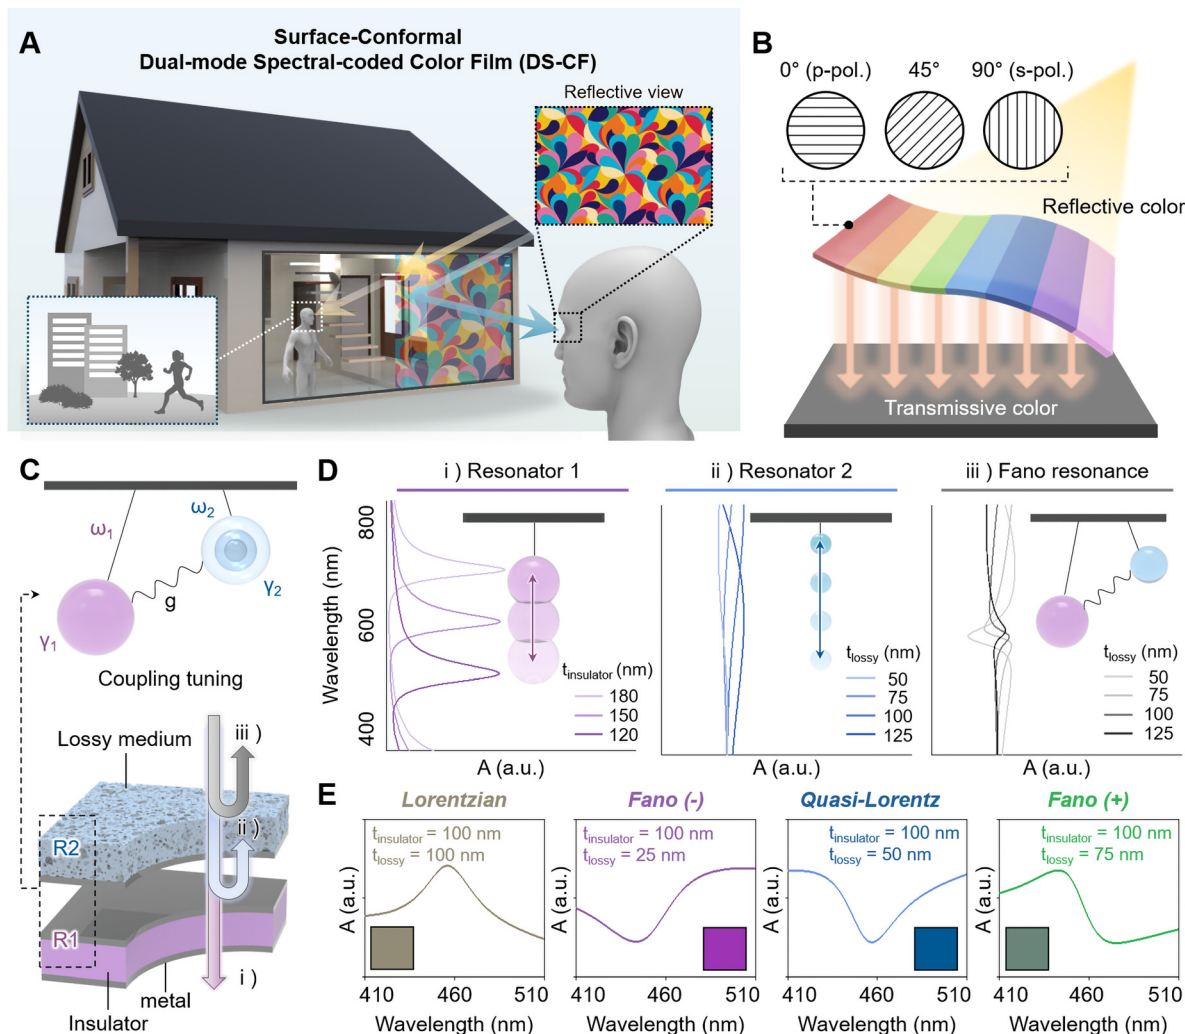 A
Surface-Conformal
Dual-mode Spectral-coded Color Film (DS-CF)
Reflective view
B
0° (p-pol.) 45° 90° (s-pol.)
Reflective color
Transmissive color
C
ω1
ω2
g
γ1
γ2
Coupling tuning
Lossy medium
iii )
ii )
R2
R1
i )
metal
Insulator
D
i ) Resonator 1
Wavelength (nm)
800
600
400
tinsulator (nm)
180
150
120
A (a.u.)
ii ) Resonator 2
tlossy (nm)
50
75
100
125
A (a.u.)
iii ) Fano resonance
tlossy (nm)
50
75
100
125
A (a.u.)
E
Lorentzian
tinsulator = 100 nm
tlossy = 100 nm
A (a.u.)
410 460 510
Wavelength (nm)
Fano (-)
tinsulator = 100 nm
tlossy = 25 nm
A (a.u.)
410 460 510
Wavelength (nm)
Quasi-Lorentz
tinsulator = 100 nm
tlossy = 50 nm
A (a.u.)
410 460 510
Wavelength (nm)
Fano (+)
tinsulator = 100 nm
tlossy = 75 nm
A (a.u.)
410 460 510
Wavelength (nm)